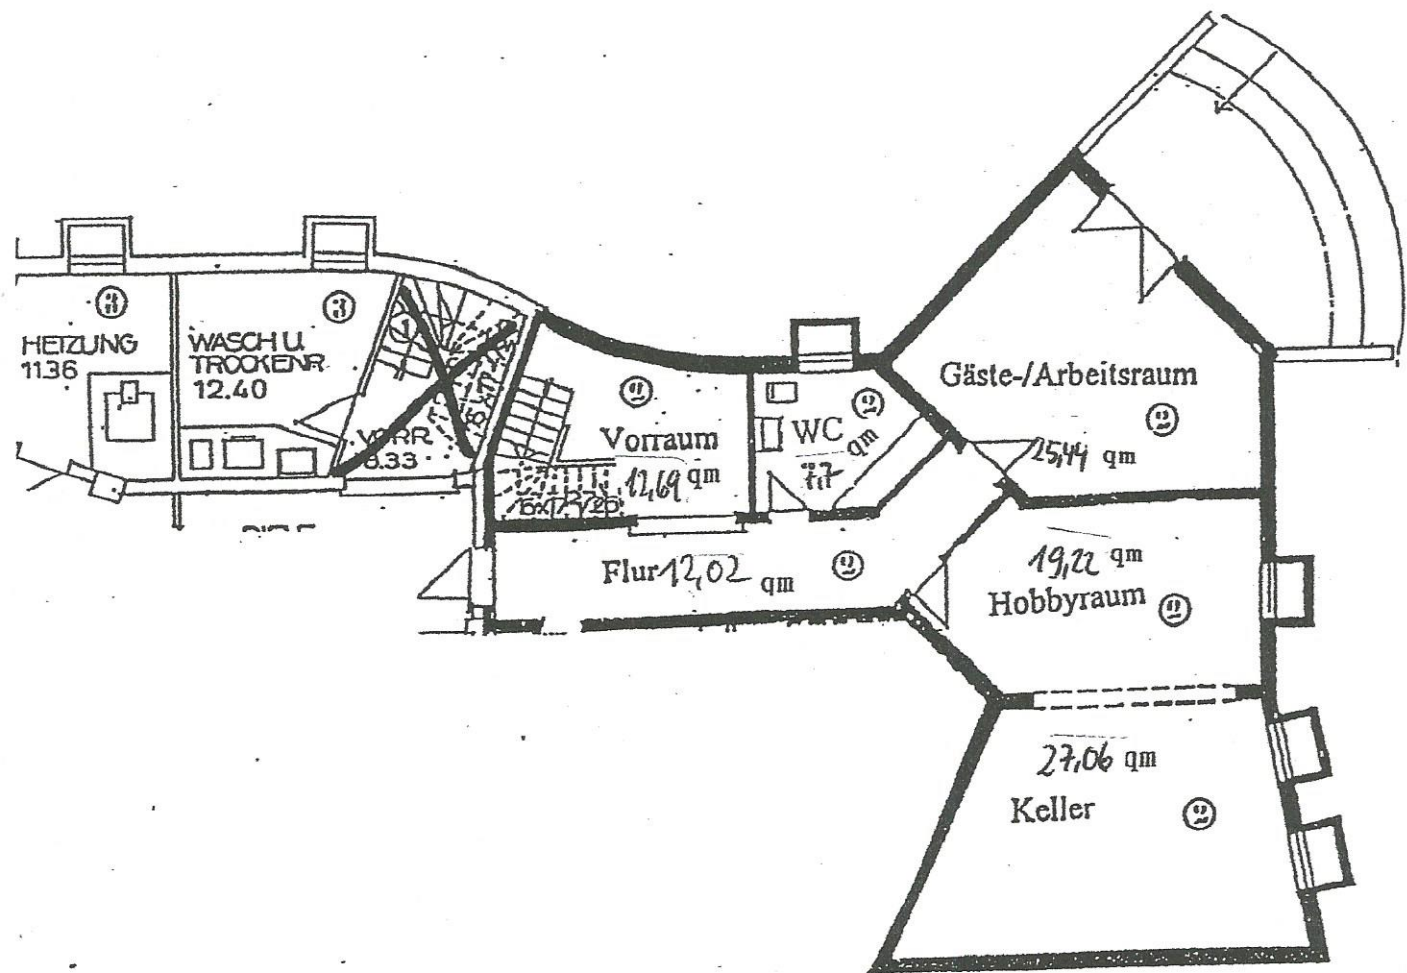 3
HEIZUNG
11.36
3
WASCH U.
TROCKENR
12.40
1
VORR
8.33
2
Vorraum
12,69 qm
2
WC
7,7 qm
Gäste-/Arbeitsraum
2
25,44 qm
Flur 12,02 qm
2
19,22 qm
Hobbyraum
2
27,06 qm
Keller
2